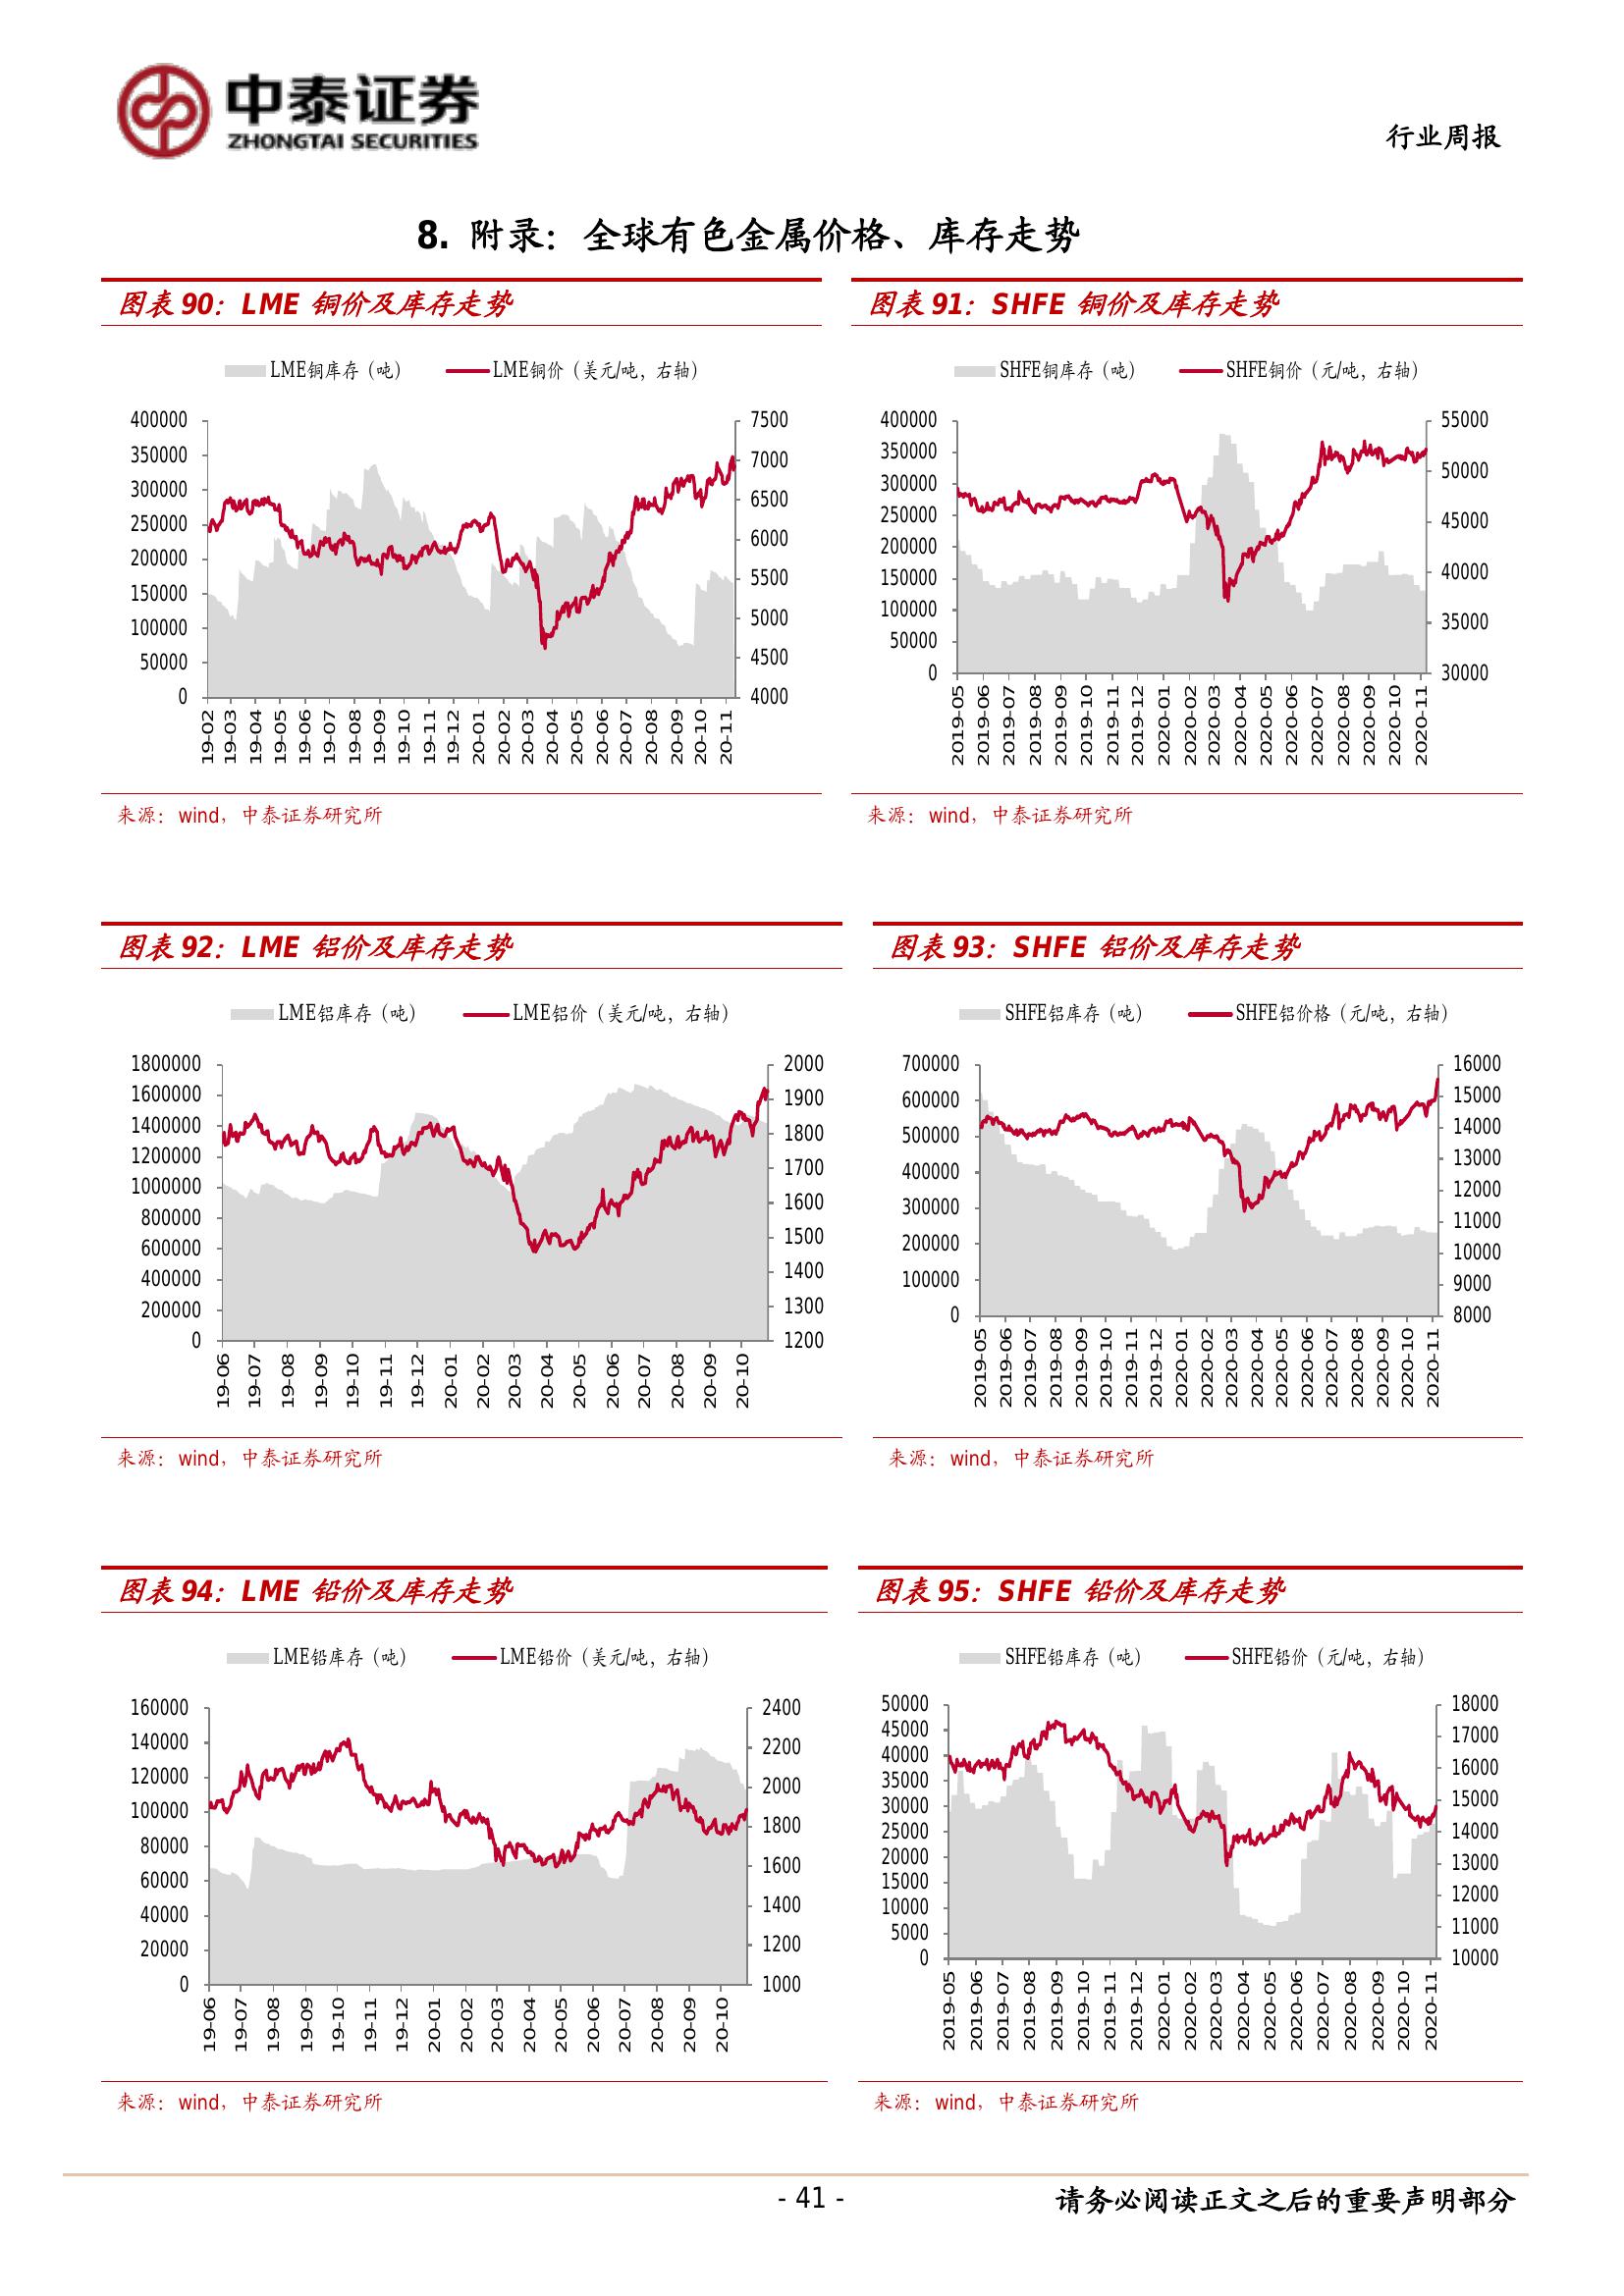 中泰证券
ZHONGTAI SECURITIES
行业周报
8. 附录：全球有色金属价格、库存走势
图表 90：LME 铜价及库存走势
LME铜库存（吨） LME铜价（美元/吨，右轴）
400000 7500
350000 7000
300000 6500
250000 6000
200000 5500
150000 5000
100000 4500
50000 4000
0
19-02 19-03 19-04 19-05 19-06 19-07 19-08 19-09 19-10 19-11 19-12 20-01 20-02 20-03 20-04 20-05 20-06 20-07 20-08 20-09 20-10 20-11
来源：wind，中泰证券研究所
图表 91：SHFE 铜价及库存走势
SHFE铜库存（吨） SHFE铜价（元/吨，右轴）
400000 55000
350000 50000
300000 45000
250000 40000
200000 35000
150000 30000
100000
50000
0
2019-05 2019-06 2019-07 2019-08 2019-09 2019-10 2019-11 2019-12 2020-01 2020-02 2020-03 2020-04 2020-05 2020-06 2020-07 2020-08 2020-09 2020-10 2020-11
来源：wind，中泰证券研究所
图表 92：LME 铝价及库存走势
LME铝库存（吨） LME铝价（美元/吨，右轴）
1800000 2000
1600000 1900
1400000 1800
1200000 1700
1000000 1600
800000 1500
600000 1400
400000 1300
200000 1200
0
19-06 19-07 19-08 19-09 19-10 19-11 19-12 20-01 20-02 20-03 20-04 20-05 20-06 20-07 20-08 20-09 20-10
来源：wind，中泰证券研究所
图表 93：SHFE 铝价及库存走势
SHFE铝库存（吨） SHFE铝价格（元/吨，右轴）
700000 16000
600000 15000
500000 14000
400000 13000
300000 12000
200000 11000
100000 10000
0 9000
8000
2019-05 2019-06 2019-07 2019-08 2019-09 2019-10 2019-11 2019-12 2020-01 2020-02 2020-03 2020-04 2020-05 2020-06 2020-07 2020-08 2020-09 2020-10 2020-11
来源：wind，中泰证券研究所
图表 94：LME 铅价及库存走势
LME铅库存（吨） LME铅价（美元/吨，右轴）
160000 2400
140000 2200
120000 2000
100000 1800
80000 1600
60000 1400
40000 1200
20000 1000
0
19-06 19-07 19-08 19-09 19-10 19-11 19-12 20-01 20-02 20-03 20-04 20-05 20-06 20-07 20-08 20-09 20-10
来源：wind，中泰证券研究所
图表 95：SHFE 铅价及库存走势
SHFE铅库存（吨） SHFE铅价（元/吨，右轴）
50000 18000
45000 17000
40000 16000
35000 15000
30000 14000
25000 13000
20000 12000
15000 11000
10000 10000
5000
0
2019-05 2019-06 2019-07 2019-08 2019-09 2019-10 2019-11 2019-12 2020-01 2020-02 2020-03 2020-04 2020-05 2020-06 2020-07 2020-08 2020-09 2020-10 2020-11
来源：wind，中泰证券研究所
- 41 -
请务必阅读正文之后的重要声明部分